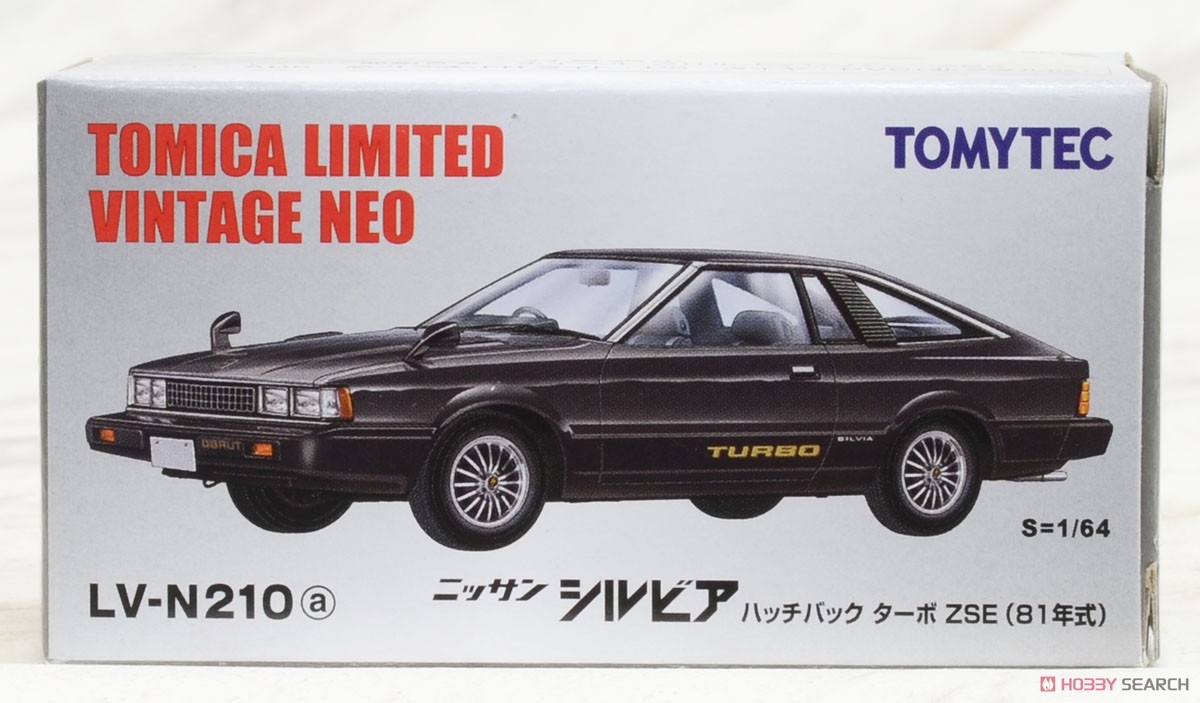 TOMICA LIMITED
VINTAGE NEO
TOMYTEC
TURBO
SILVIA
S=1/64
LV-N210ⓐ
ニッサン シルビア ハッチバック ターボ ZSE (81年式)
HOBBY SEARCH